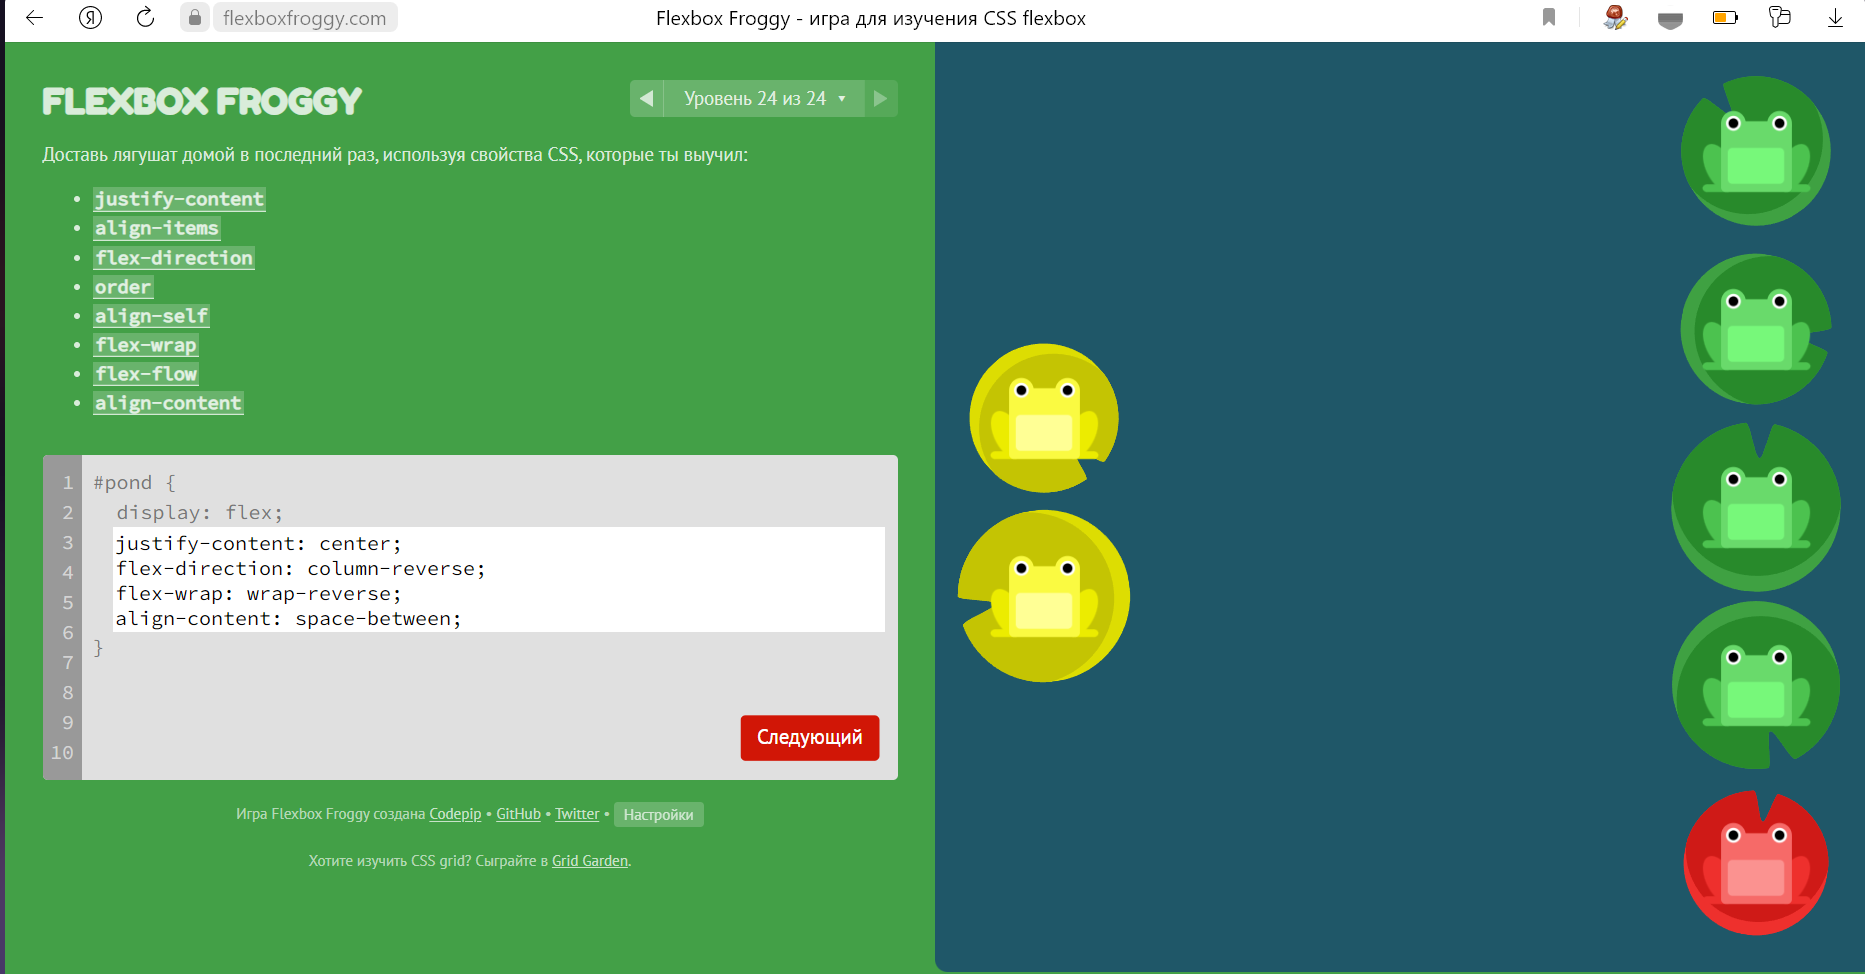 flexboxfroggy.com
Flexbox Froggy - игра для изучения CSS flexbox
FLEXBOX FROGGY
Уровень 24 из 24
Доставь лягушат домой в последний раз, используя свойства CSS, которые ты выучил:
justify-content
align-items
flex-direction
order
align-self
flex-wrap
flex-flow
align-content
1 #pond {
2 display: flex;
3 justify-content: center;
4 flex-direction: column-reverse;
5 flex-wrap: wrap-reverse;
6 align-content: space-between;
7 }
8
9
10
Следующий
Игра Flexbox Froggy создана Codepip • GitHub • Twitter • Настройки
Хотите изучить CSS grid? Сыграйте в Grid Garden.